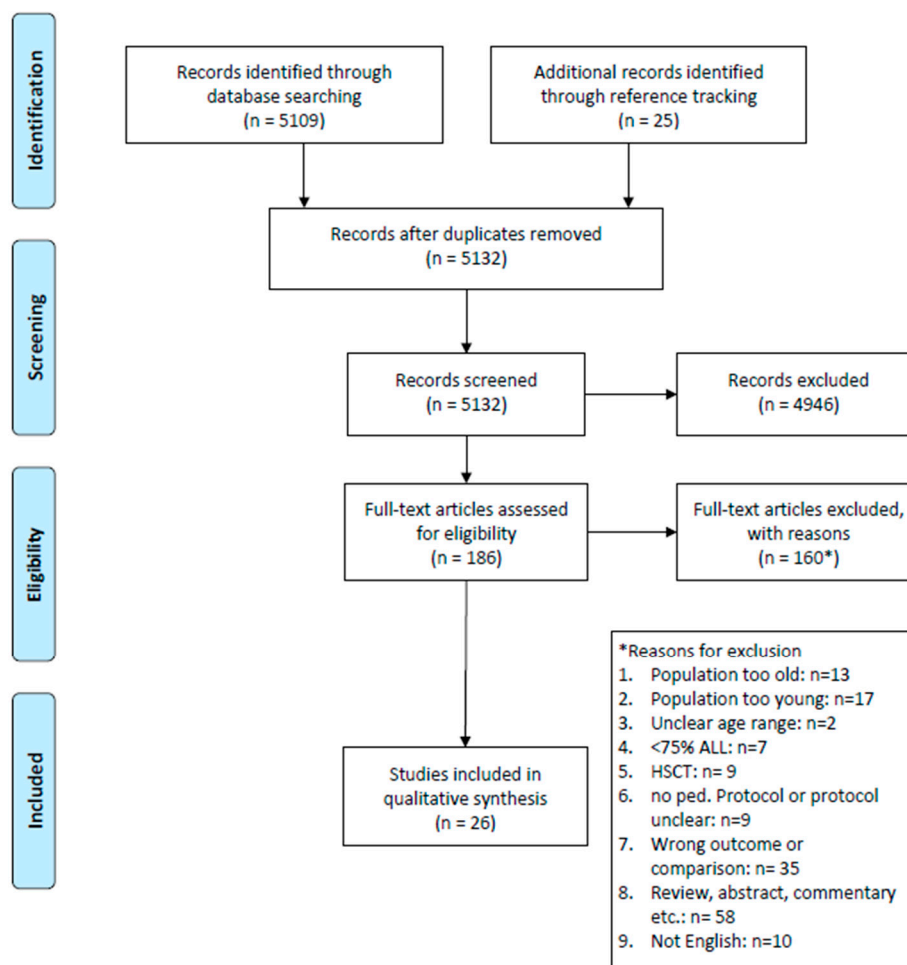 Identification
Records identified through
database searching
(n = 5109)
Additional records identified
through reference tracking
(n = 25)
Records after duplicates removed
(n = 5132)
Screening
Records screened
(n = 5132)
Records excluded
(n = 4946)
Eligibility
Full-text articles assessed
for eligibility
(n = 186)
Full-text articles excluded,
with reasons
(n = 160*)
Included
Studies included in
qualitative synthesis
(n = 26)
*Reasons for exclusion
1. Population too old: n=13
2. Population too young: n=17
3. Unclear age range: n=2
4. <75% ALL: n=7
5. HSCT: n= 9
6. no ped. Protocol or protocol
unclear: n=9
7. Wrong outcome or
comparison: n= 35
8. Review, abstract, commentary
etc.: n= 58
9. Not English: n=10